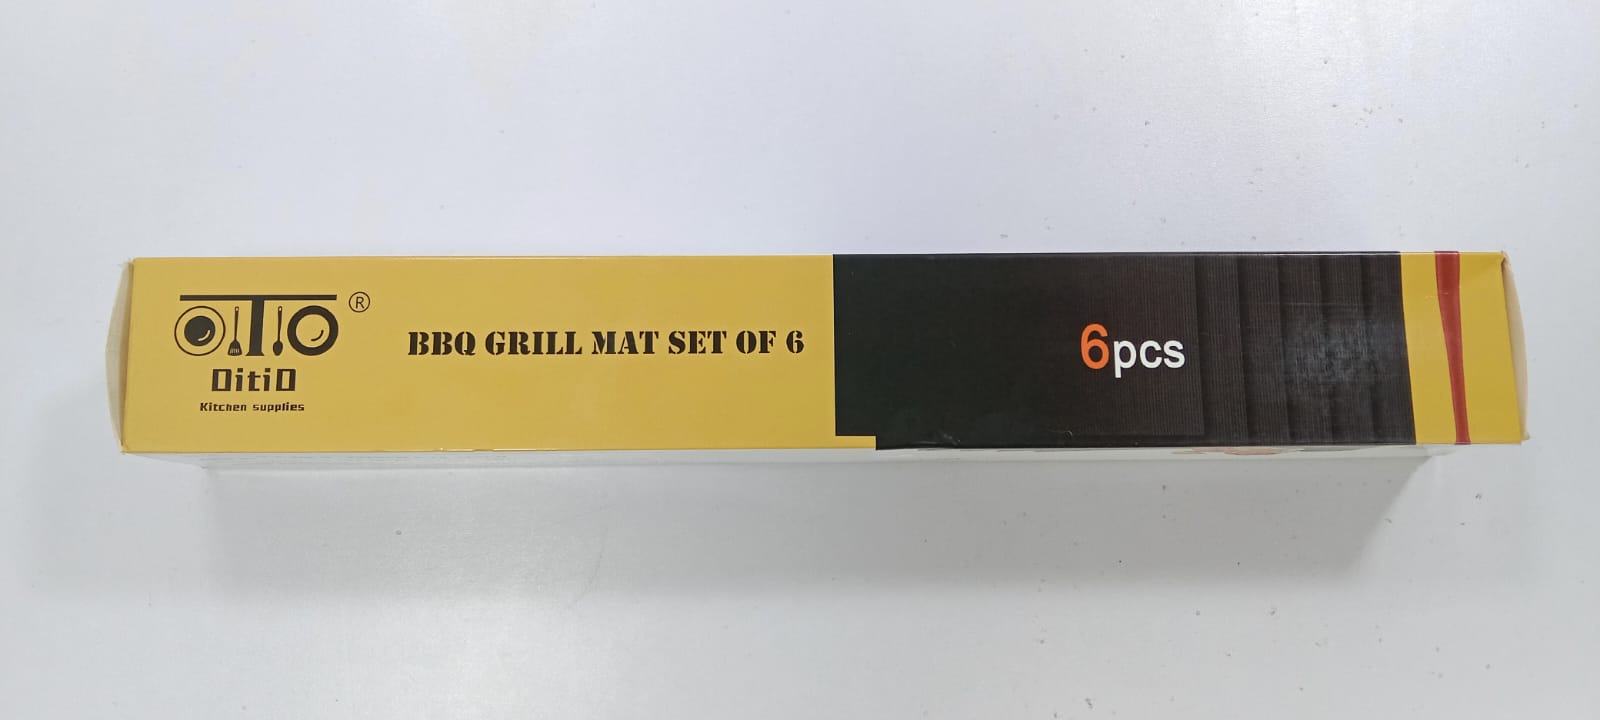 OITIO ®
OitiO
Kitchen supplies
BBQ GRILL MAT SET OF 6
6pcs